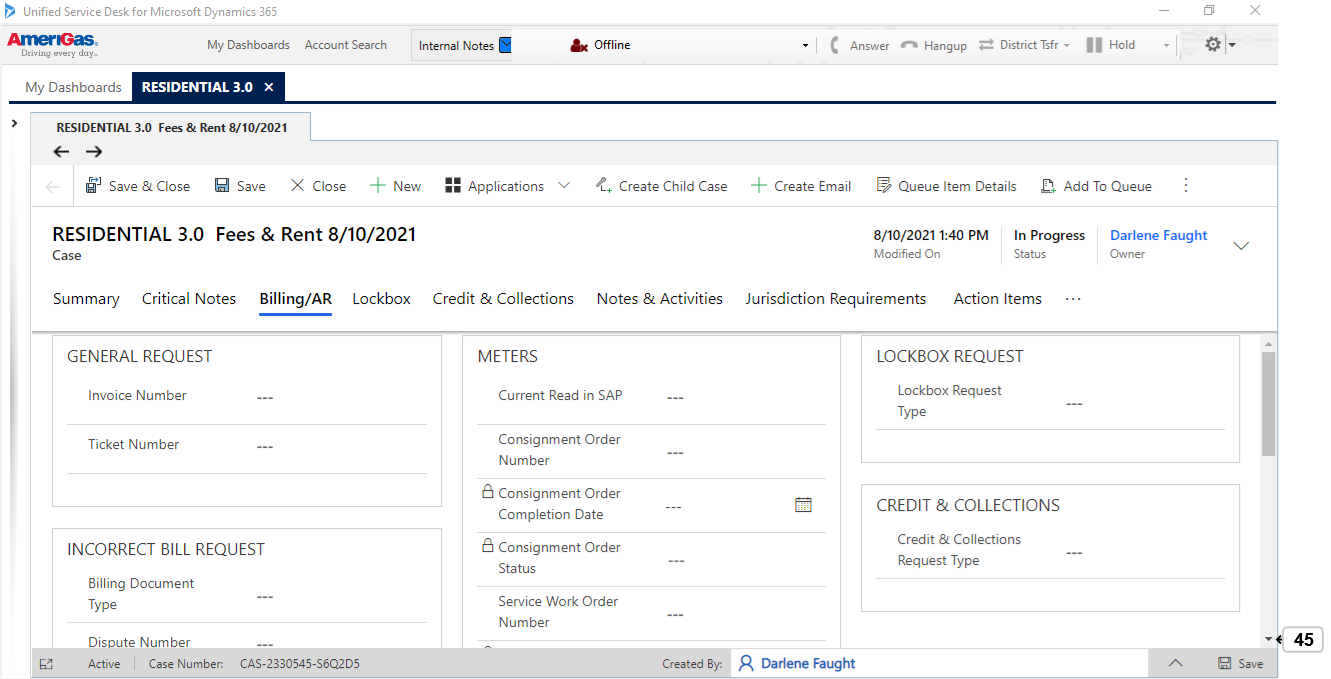 Unified Service Desk for Microsoft Dynamics 365
AmeriGas
Driving every day...
My Dashboards Account Search Internal Notes Offline Answer Hangup District Tsfr Hold
My Dashboards RESIDENTIAL 3.0 ×
RESIDENTIAL 3.0 Fees & Rent 8/10/2021
Save & Close Save Close New Applications Create Child Case Create Email Queue Item Details Add To Queue
RESIDENTIAL 3.0 Fees & Rent 8/10/2021
Case
8/10/2021 1:40 PM
Modified On
In Progress
Status
Darlene Faught
Owner
Summary Critical Notes Billing/AR Lockbox Credit & Collections Notes & Activities Jurisdiction Requirements Action Items ...
GENERAL REQUEST
Invoice Number ---
Ticket Number ---
INCORRECT BILL REQUEST
Billing Document
Type ---
Dispute Number ---
METERS
Current Read in SAP ---
Consignment Order
Number ---
Consignment Order
Completion Date ---
Consignment Order
Status ---
Service Work Order
Number ---
LOCKBOX REQUEST
Lockbox Request
Type ---
CREDIT & COLLECTIONS
Credit & Collections
Request Type ---
45
Active Case Number: CAS-2330545-S6Q2D5 Created By: Darlene Faught Save